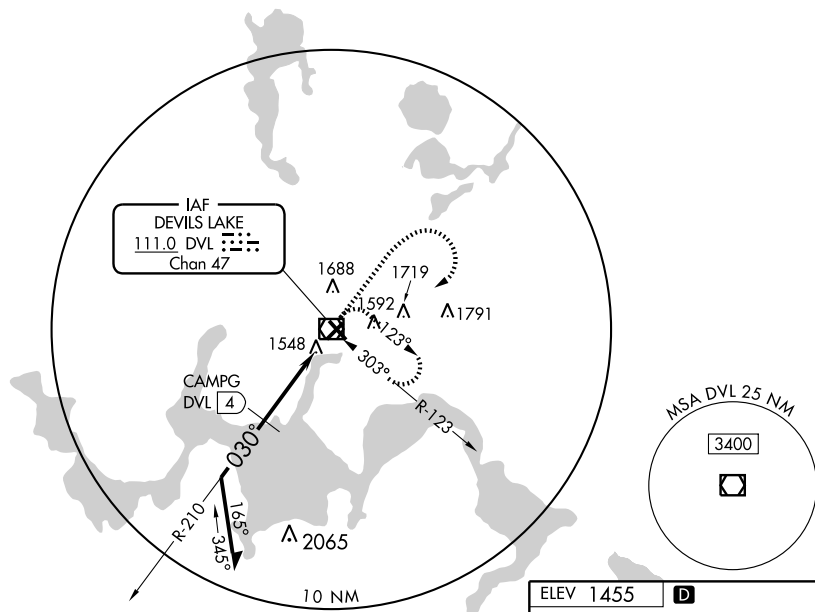 IAF
DEVILS LAKE
111.0 DVL
Chan 47
1688
1719
1592
1791
123°
1548
303°
CAMPG
DVL 4
R-123
030°
MSA DVL 25 NM
3400
R-210
165°
345°
2065
10 NM
ELEV 1455 D